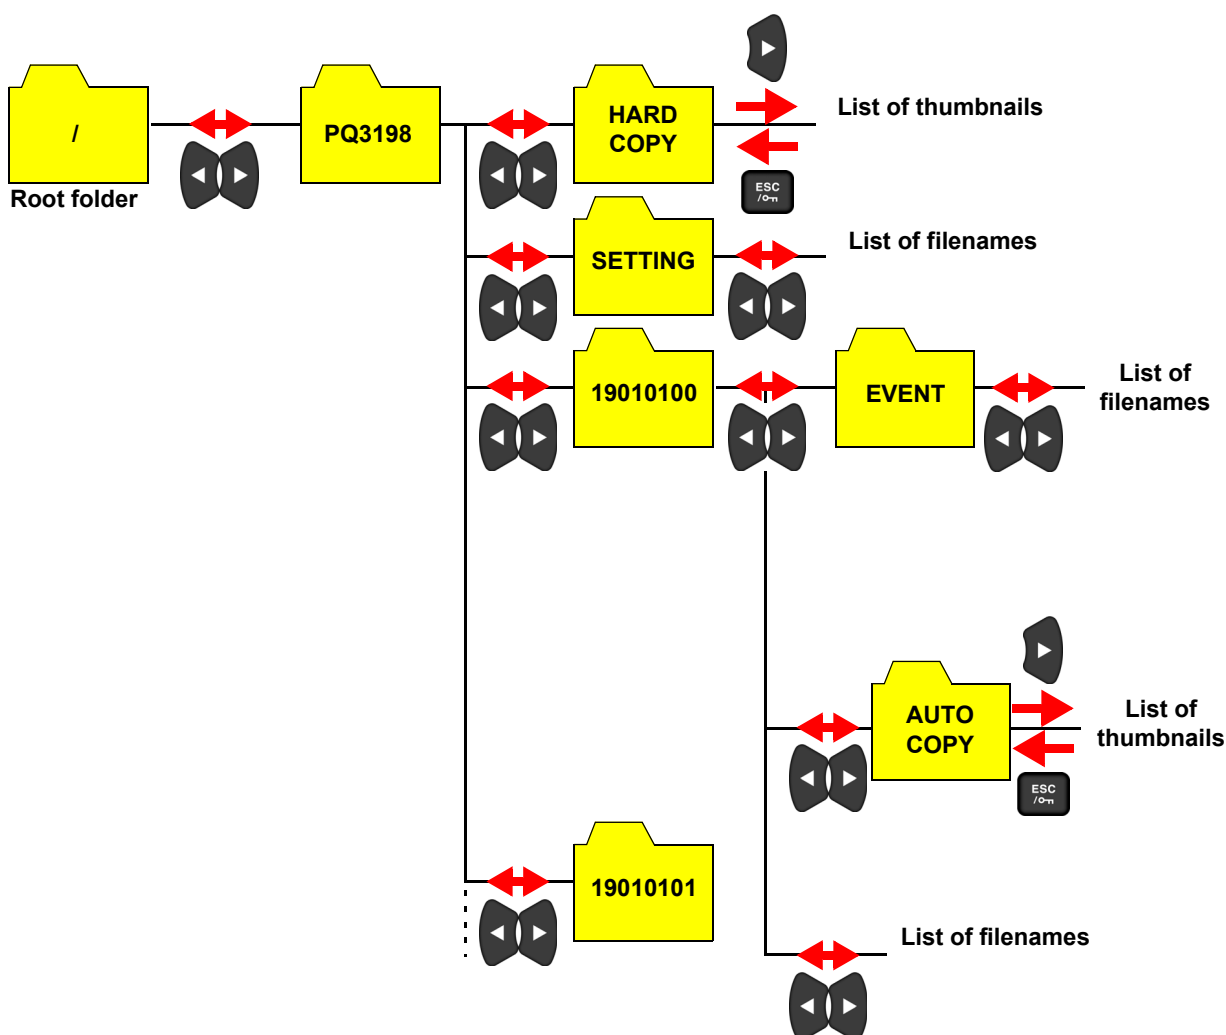 /
Root folder
PQ3198
HARD
COPY
List of thumbnails
ESC
/O
SETTING
List of filenames
19010100
EVENT
List of
filenames
AUTO
COPY
List of
thumbnails
ESC
/O
19010101
List of filenames